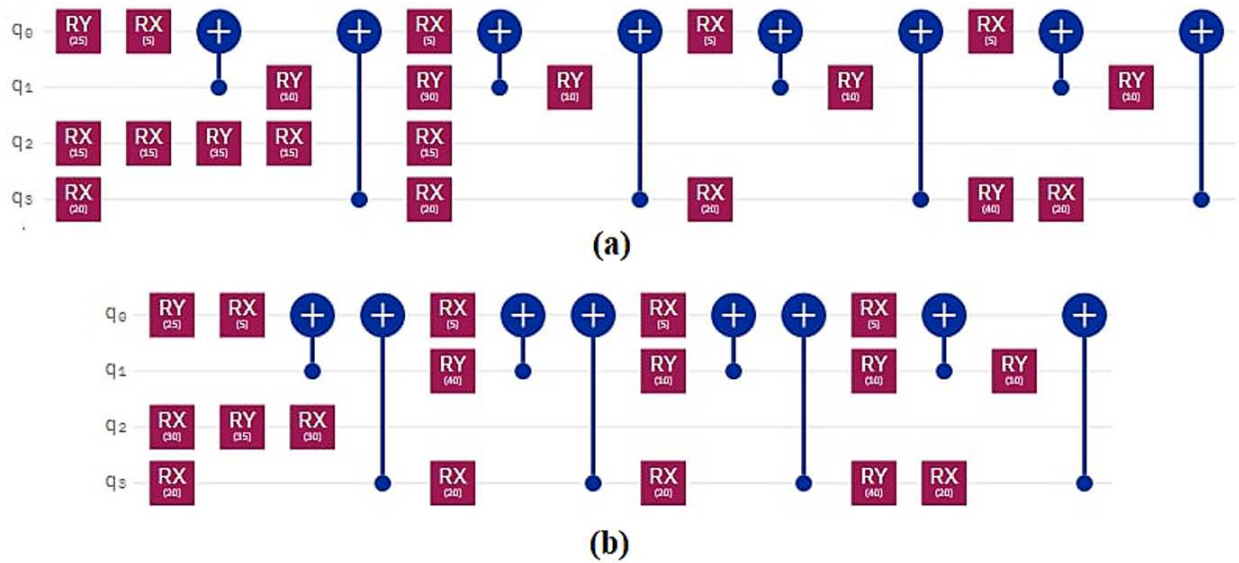 q₀ RY (25) RX (5) RX (5) RX (5) RX (5)
q₁ RY (10) RY (30) RY (10) RY (10) RY (10)
q₂ RX (15) RX (15) RY (35) RX (15) RX (15)
q₃ RX (20) RX (20) RX (20) RY (40) RX (20)
(a)
q₀ RY (25) RX (5) RX (5) RX (5) RX (5)
q₁ RY (40) RY (10) RY (10) RY (10)
q₂ RX (30) RY (35) RX (30)
q₃ RX (20) RX (20) RX (20) RY (40) RX (20)
(b)